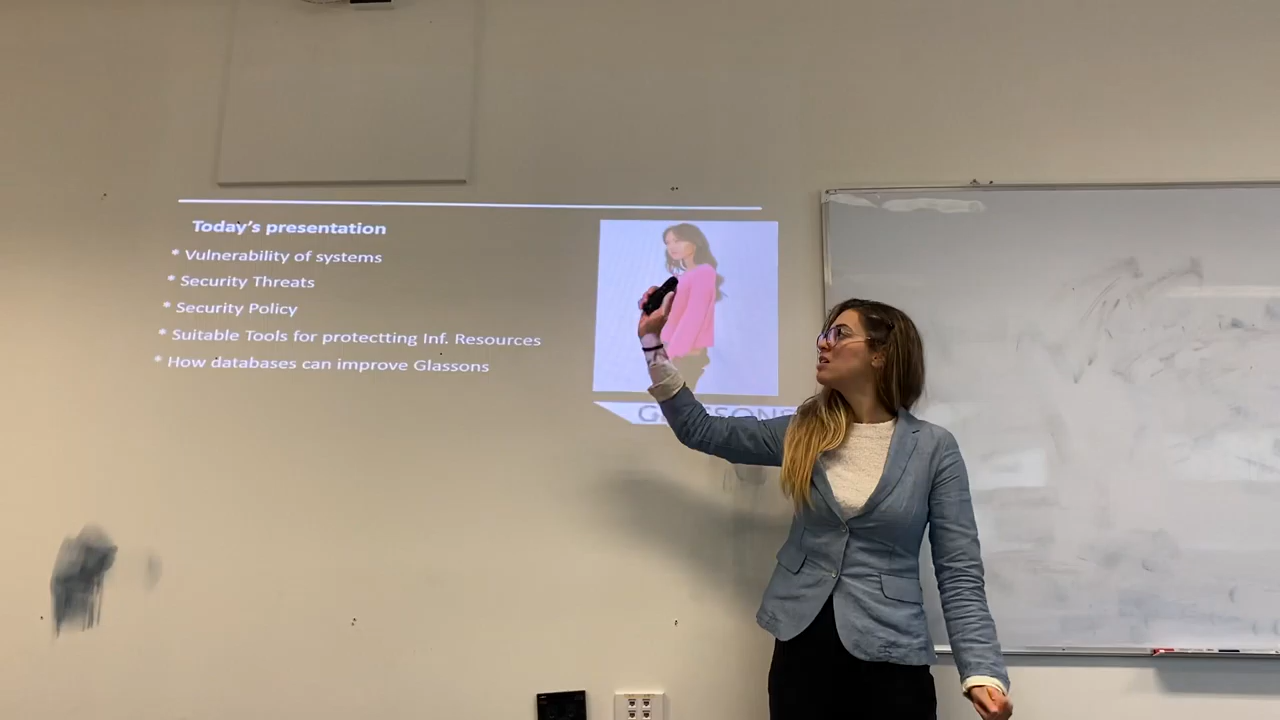 Today's presentation
* Vulnerability of systems
* Security Threats
* Security Policy
* Suitable Tools for protectting Inf. Resources
* How databases can improve Glassons
GLASSONS